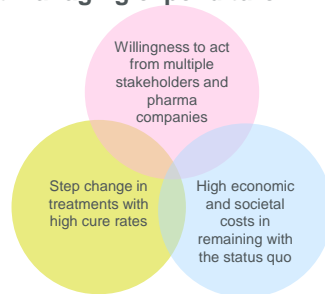 Willingness to act
from multiple
stakeholders and
pharma
companies
Step change in
treatments with
high cure rates
High economic
and societal
costs in
remaining with
the status quo